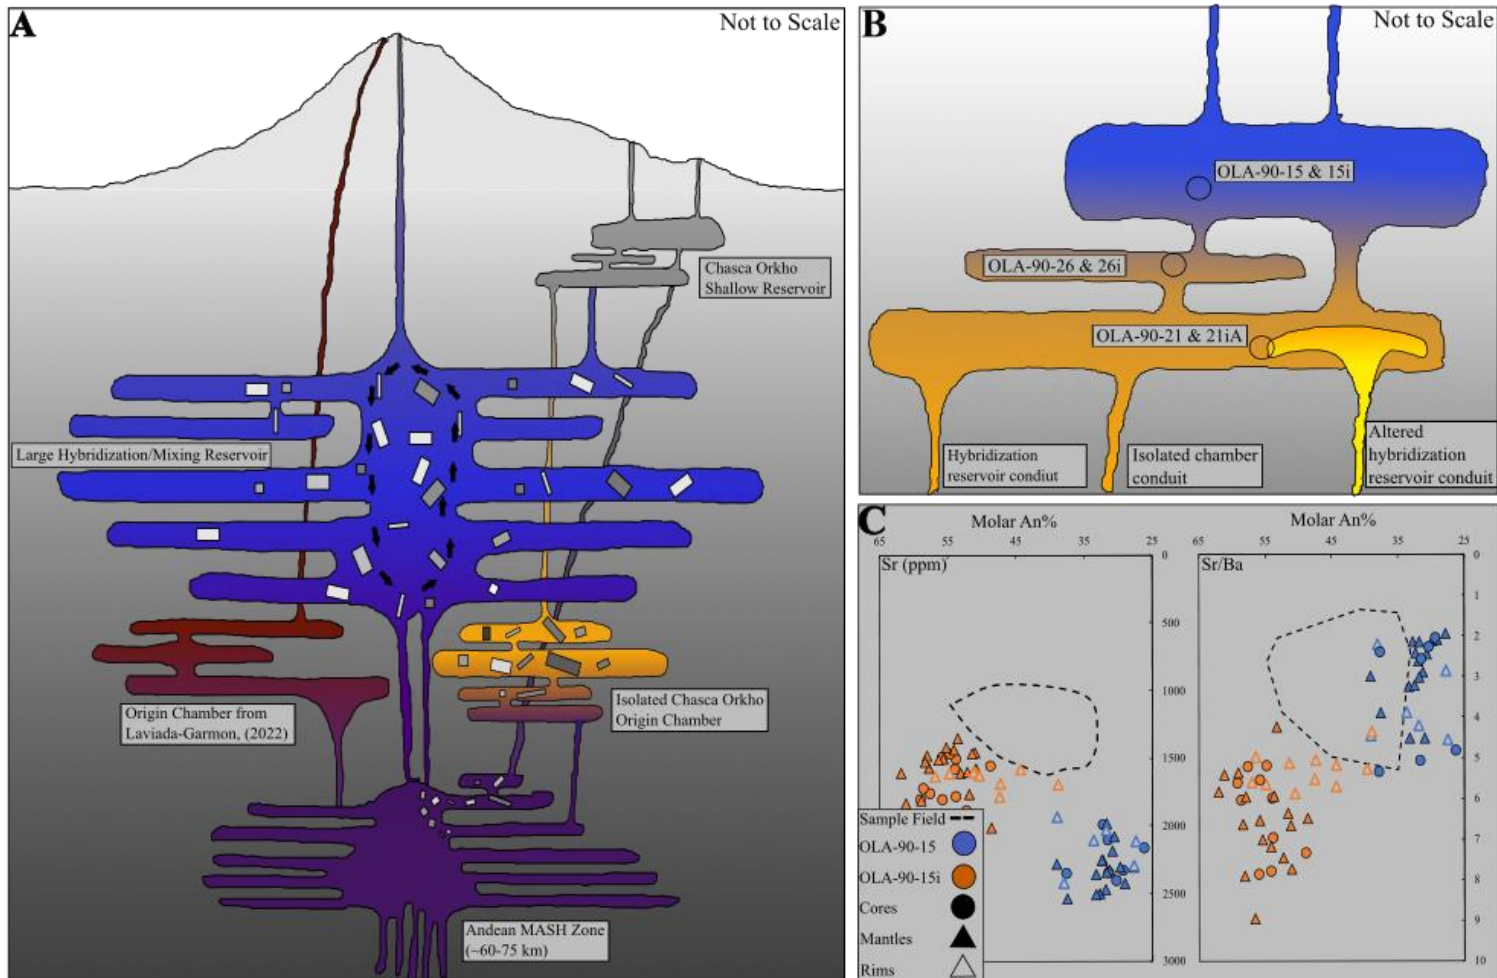 A
Not to Scale
Chasca Orkho
Shallow Reservoir
Large Hybridization/Mixing Reservoir
Origin Chamber from
Laviada-Garmon, (2022)
Isolated Chasca Orkho
Origin Chamber
Andean MASH Zone
(~60-75 km)
B
Not to Scale
OLA-90-15 & 15i
OLA-90-26 & 26i
OLA-90-21 & 21iA
Hybridization
reservoir condiut
Isolated chamber
conduit
Altered
hybridization
reservoir conduit
C
Molar An%
65 55 45 35 25
Sr (ppm)
0
500
1000
1500
2000
2500
3000
Sample Field
OLA-90-15
OLA-90-15i
Cores
Mantles
Rims
Molar An%
65 55 45 35 25
Sr/Ba
0
1
2
3
4
5
6
7
8
9
10